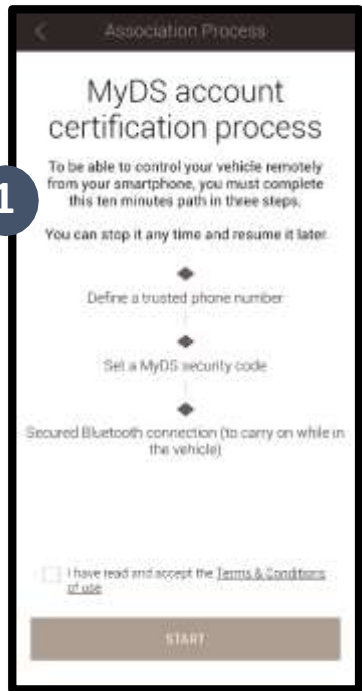 Association Process
MyDS account
certification process
To be able to control your vehicle remotely
from your smartphone, you must complete
this ten minutes path in three steps.
1
You can stop it any time and resume it later.
Define a trusted phone number
Set a MyDS security code
Secured Bluetooth connection (to carry on while in
the vehicle)
I have read and accept the Terms & Conditions
of use
START